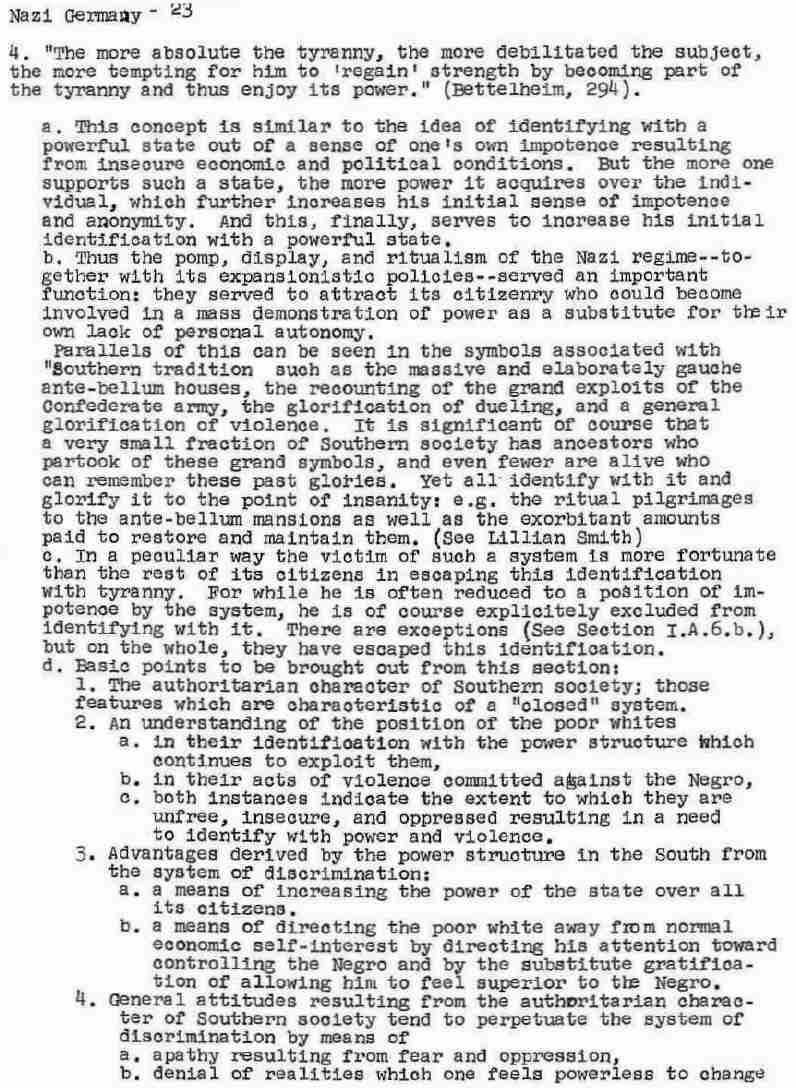 Nazi Germany - 23
4. "The more absolute the tyranny, the more debilitated the subject,
the more tempting for him to 'regain' strength by becoming part of
the tyranny and thus enjoy its power." (Bettelheim, 294).
a. This concept is similar to the idea of identifying with a
powerful state out of a sense of one's own impotence resulting
from insecure economic and political conditions. But the more one
supports such a state, the more power it acquires over the indi-
vidual, which further increases his initial sense of impotence
and anonymity. And this, finally, serves to increase his initial
identification with a powerful state.
b. Thus the pomp, display, and ritualism of the Nazi regime--to-
gether with its expansionistic policies--served an important
function: they served to attract its citizenry who could become
involved in a mass demonstration of power as a substitute for their
own lack of personal autonomy.
Parallels of this can be seen in the symbols associated with
"Southern tradition such as the massive and elaborately gauche
ante-bellum houses, the recounting of the grand exploits of the
Confederate army, the glorification of dueling, and a general
glorification of violence. It is significant of course that
a very small fraction of Southern society has ancestors who
partook of these grand symbols, and even fewer are alive who
can remember these past glories. Yet all identify with it and
glorify it to the point of insanity: e.g. the ritual pilgrimages
to the ante-bellum mansions as well as the exorbitant amounts
paid to restore and maintain them. (See Lillian Smith)
c. In a peculiar way the victim of such a system is more fortunate
than the rest of its citizens in escaping this identification
with tyranny. For while he is often reduced to a position of im-
potence by the system, he is of course explicitely excluded from
identifying with it. There are exceptions (See Section I.A.6.b.),
but on the whole, they have escaped this identification.
d. Basic points to be brought out from this section:
1. The authoritarian character of Southern society; those
features which are characteristic of a "closed" system.
2. An understanding of the position of the poor whites
a. in their identification with the power structure which
continues to exploit them,
b. in their acts of violence committed against the Negro,
c. both instances indicate the extent to which they are
unfree, insecure, and oppressed resulting in a need
to identify with power and violence.
3. Advantages derived by the power structure in the South from
the system of discrimination:
a. a means of increasing the power of the state over all
its citizens.
b. a means of directing the poor white away from normal
economic self-interest by directing his attention toward
controlling the Negro and by the substitute gratifica-
tion of allowing him to feel superior to the Negro.
4. General attitudes resulting from the authoritarian charac-
ter of Southern society tend to perpetuate the system of
discrimination by means of
a. apathy resulting from fear and oppression,
b. denial of realities which one feels powerless to change